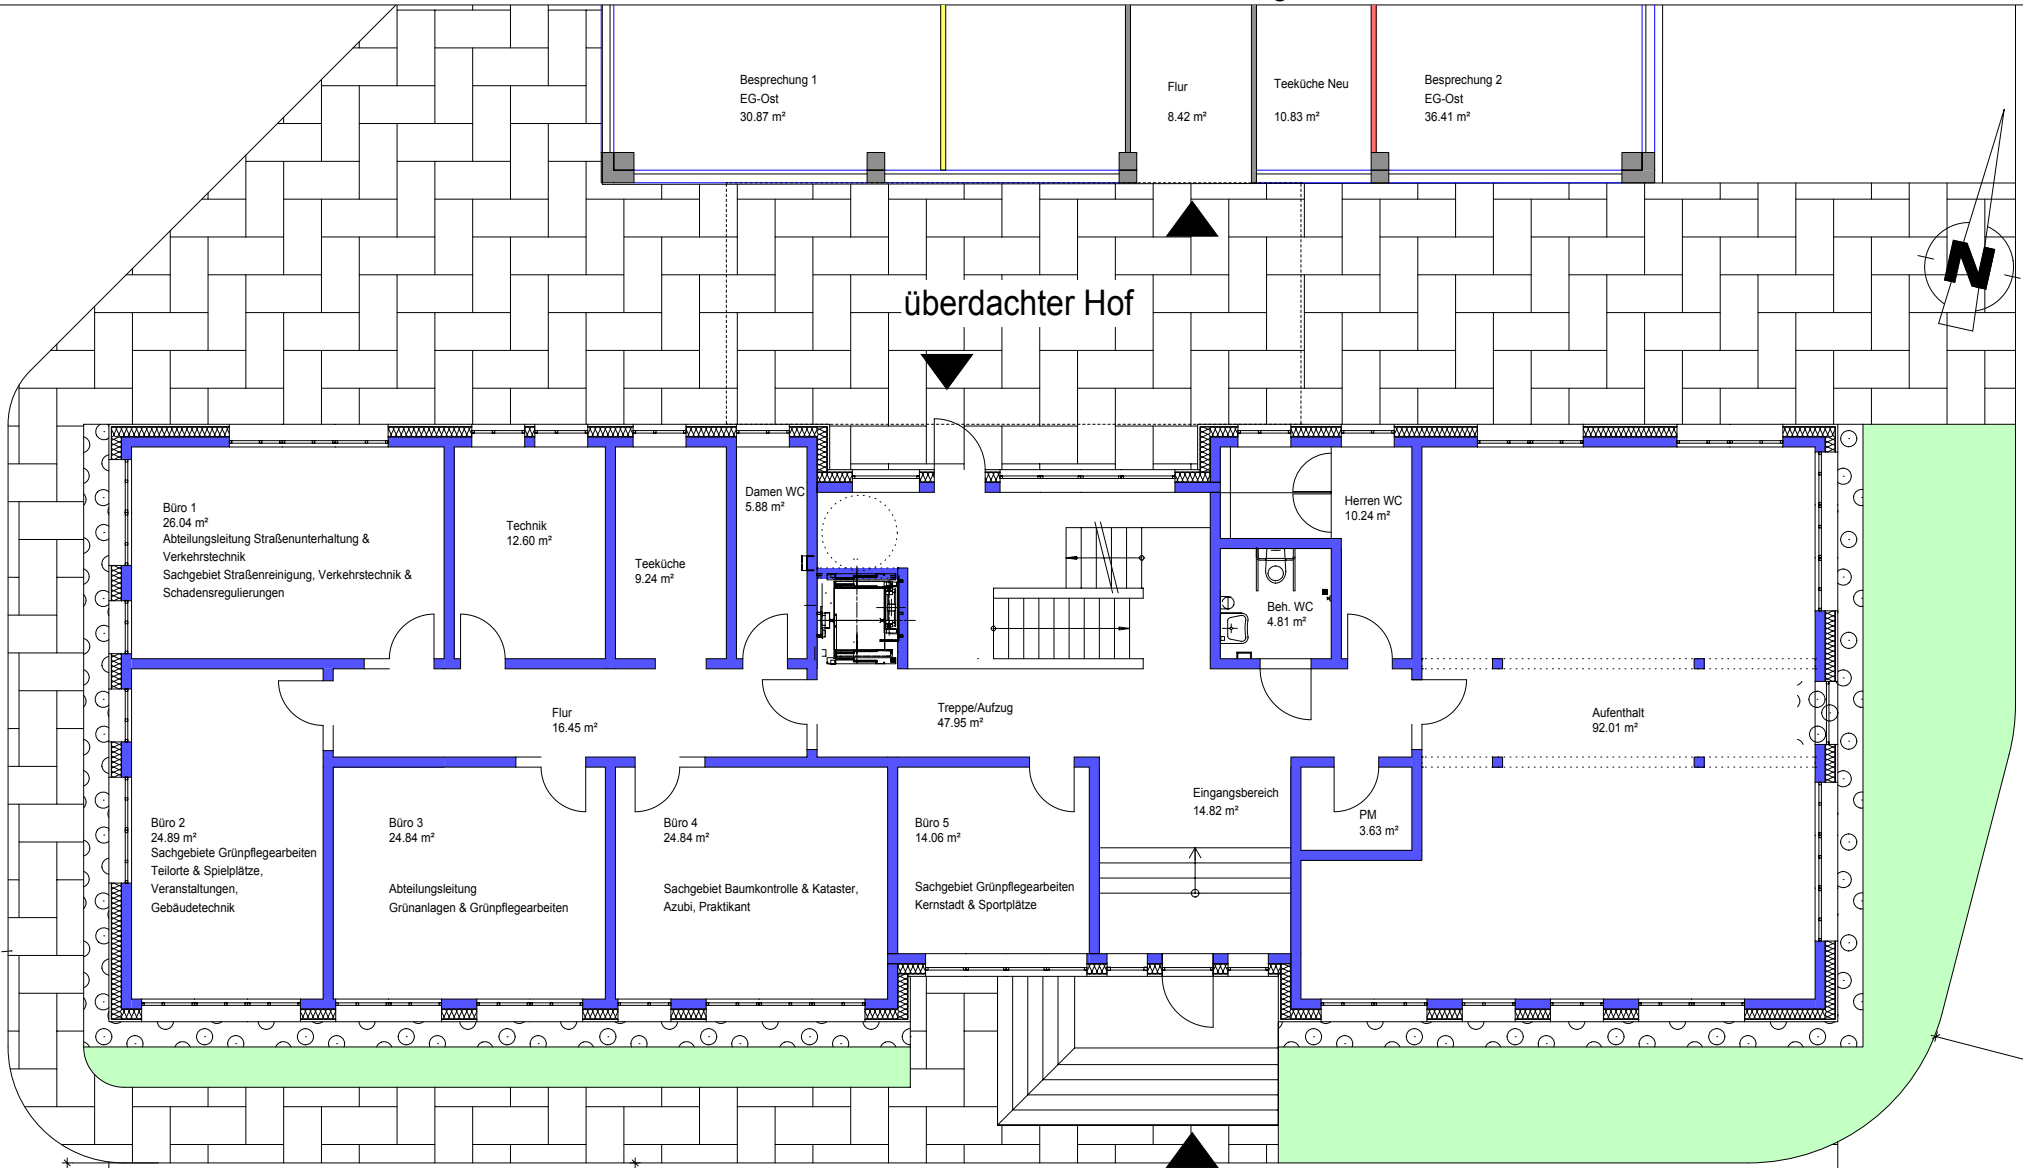 Besprechung 1
EG-Ost
30.87 m²
Flur
8.42 m²
Teeküche Neu
10.83 m²
Besprechung 2
EG-Ost
36.41 m²
N
überdachter Hof
Büro 1
26.04 m²
Abteilungsleitung Straßenunterhaltung &
Verkehrstechnik
Sachgebiet Straßenreinigung, Verkehrstechnik &
Schadensregulierungen
Technik
12.60 m²
Teeküche
9.24 m²
Damen WC
5.88 m²
Herren WC
10.24 m²
Beh. WC
4.81 m²
Flur
16.45 m²
Treppe/Aufzug
47.95 m²
Aufenthalt
92.01 m²
Büro 2
24.89 m²
Sachgebiete Grünpflegearbeiten
Teilorte & Spielplätze,
Veranstaltungen,
Gebäudetechnik
Büro 3
24.84 m²
Abteilungsleitung
Grünanlagen & Grünpflegearbeiten
Büro 4
24.84 m²
Sachgebiet Baumkontrolle & Kataster,
Azubi, Praktikant
Büro 5
14.06 m²
Sachgebiet Grünpflegearbeiten
Kernstadt & Sportplätze
Eingangsbereich
14.82 m²
PM
3.63 m²